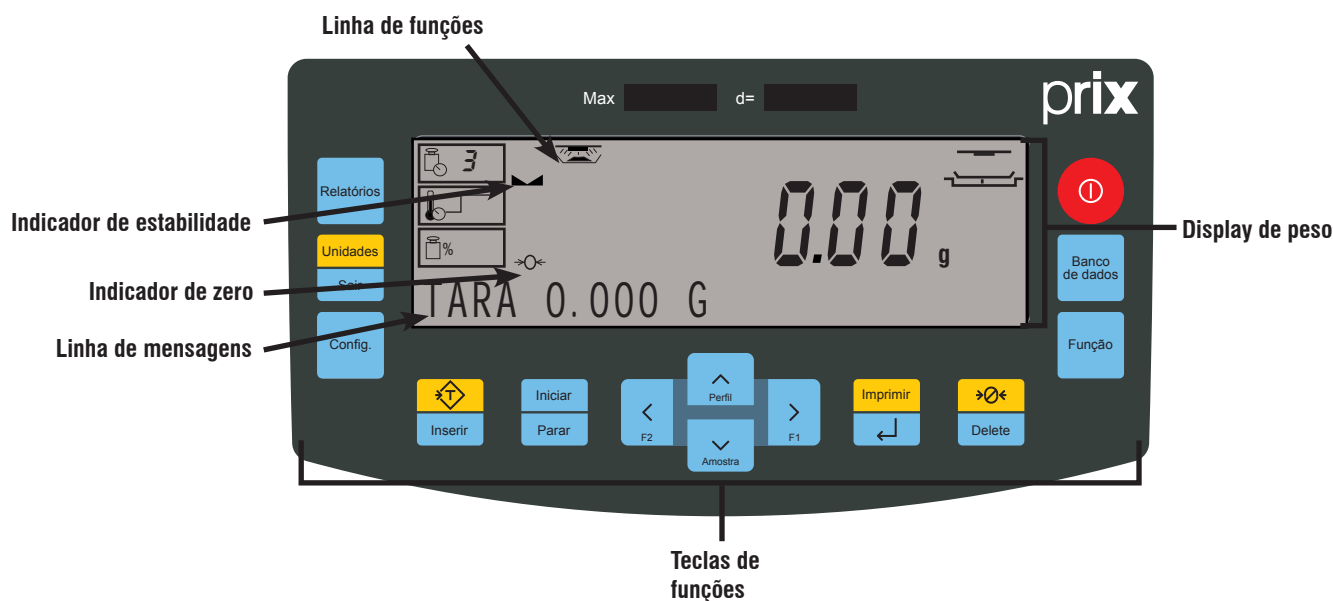 Linha de funções
Max d=
prix
3
Relatórios
Indicador de estabilidade
0.00 g
Display de peso
Unidades
Sair
%
Banco
de dados
Indicador de zero
TARA 0.000 G
Linha de mensagens
Config.
Função
T
Inserir
Iniciar
Parar
F2
Perfil
Amostra
F1
Imprimir
Delete
Teclas de
funções